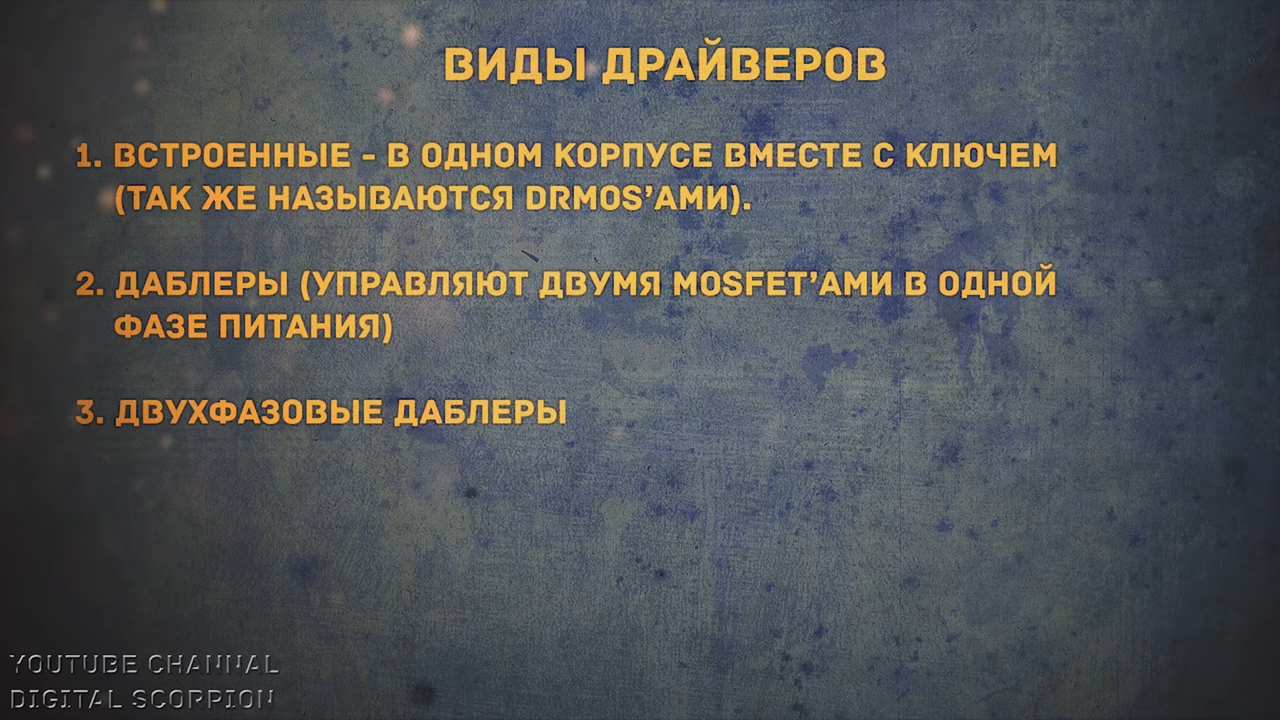 ВИДЫ ДРАЙВЕРОВ
1. ВСТРОЕННЫЕ - В ОДНОМ КОРПУСЕ ВМЕСТЕ С КЛЮЧЕМ
(ТАК ЖЕ НАЗЫВАЮТСЯ DRMOS'АМИ).
2. ДАБЛЕРЫ (УПРАВЛЯЮТ ДВУМЯ MOSFET'АМИ В ОДНОЙ
ФАЗЕ ПИТАНИЯ)
3. ДВУХФАЗОВЫЕ ДАБЛЕРЫ
YOUTUBE CHANNAL
DIGITAL SCORPION